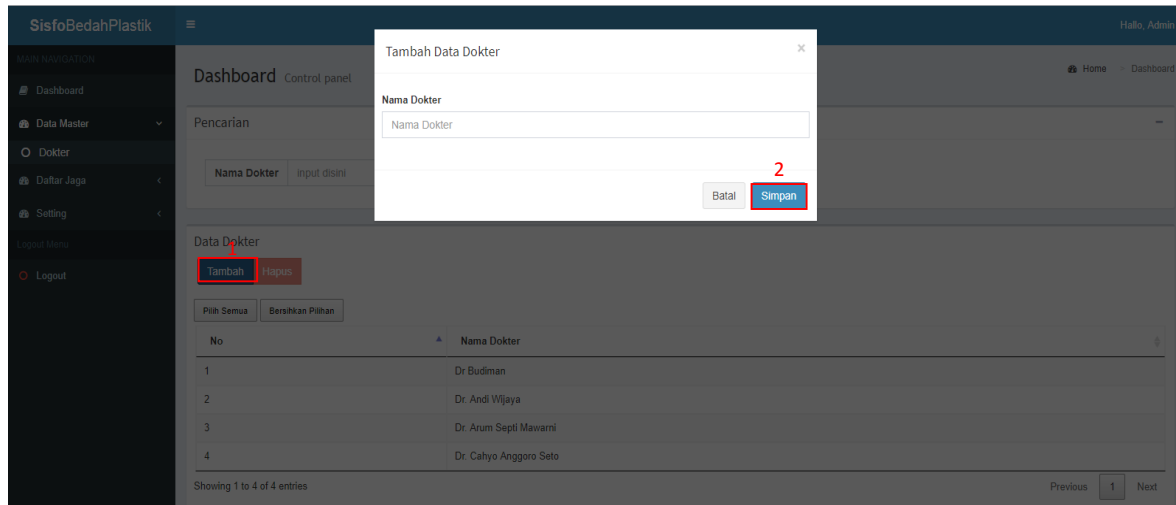 SisfoBedahPlastik
Hallo, Admin
MAIN NAVIGATION
Dashboard
Data Master
Dokter
Daftar Jaga
Setting
Logout Menu
Logout
Dashboard Control panel
Home > Dashboard
Tambah Data Dokter ×
Nama Dokter
Nama Dokter
2
Batal Simpan
Pencarian
Nama Dokter input disini
Data Dokter
1
Tambah Hapus
Pilih Semua Bersihkan Pilihan
No Nama Dokter
1 Dr Budiman
2 Dr. Andi Wijaya
3 Dr. Arum Septi Mawarni
4 Dr. Cahyo Anggoro Seto
Showing 1 to 4 of 4 entries
Previous 1 Next